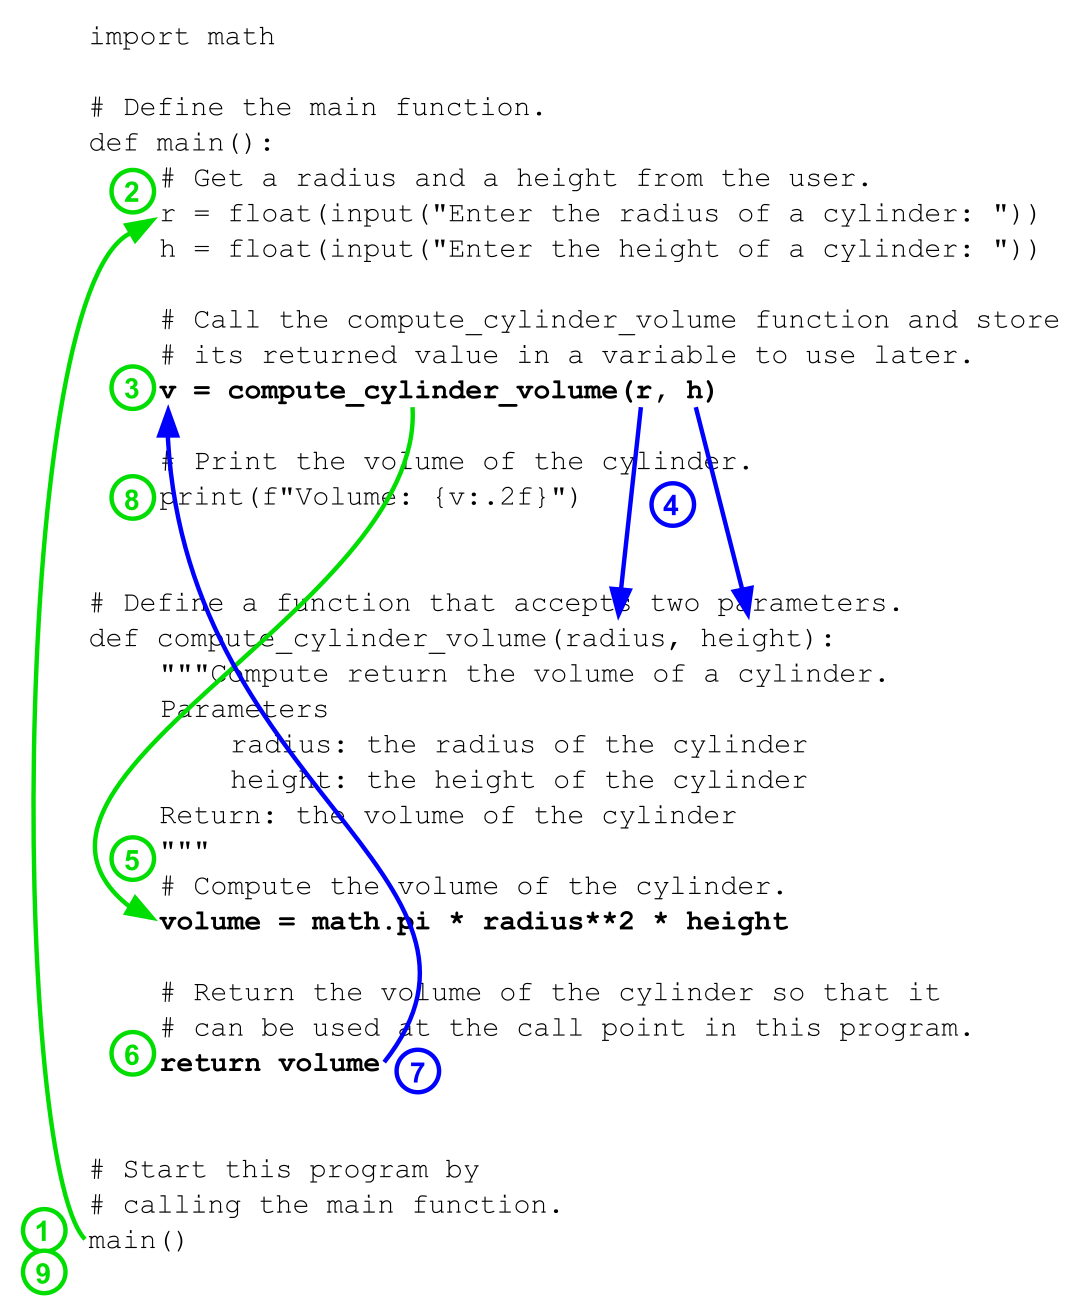 import math
# Define the main function.
def main():
② # Get a radius and a height from the user.
r = float(input("Enter the radius of a cylinder: "))
h = float(input("Enter the height of a cylinder: "))
# Call the compute_cylinder_volume function and store
# its returned value in a variable to use later.
③ v = compute_cylinder_volume(r, h)
# Print the volume of the cylinder.
⑧ print(f"Volume: {v:.2f}") ④
# Define a function that accepts two parameters.
def compute_cylinder_volume(radius, height):
"""Compute return the volume of a cylinder.
Parameters
radius: the radius of the cylinder
height: the height of the cylinder
Return: the volume of the cylinder
⑤ """
# Compute the volume of the cylinder.
volume = math.pi * radius**2 * height
# Return the volume of the cylinder so that it
# can be used at the call point in this program.
⑥ return volume ⑦
# Start this program by
# calling the main function.
① main()
⑨